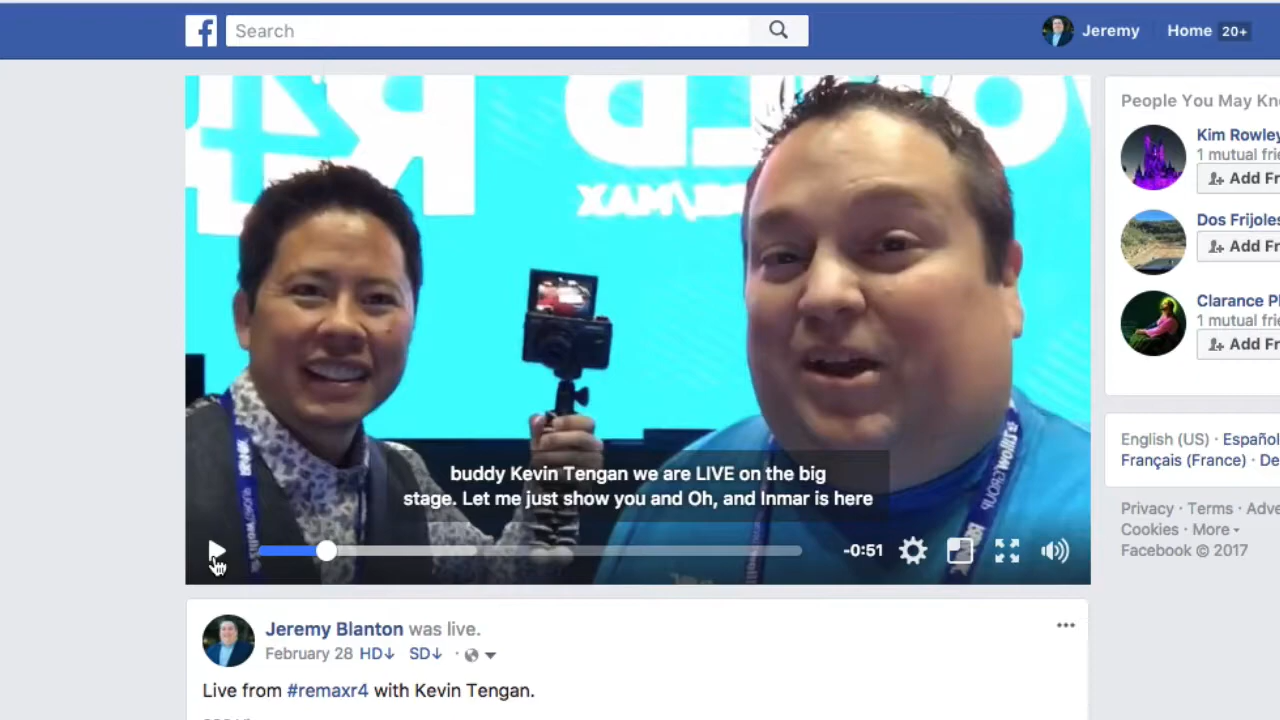 Search
Jeremy
Home 20+
buddy Kevin Tengan we are LIVE on the big
stage. Let me just show you and Oh, and Inmar is here
-0:51
Jeremy Blanton was live.
February 28 HD SD
Live from #remaxr4 with Kevin Tengan.
People You May Kn
Kim Rowley
1 mutual frie
Add Fr
Dos Frijoles
Add Fr
Clarance P
1 mutual frie
Add Fr
English (US) · Español
Français (France) · De
Privacy · Terms · Adve
Cookies · More
Facebook © 2017